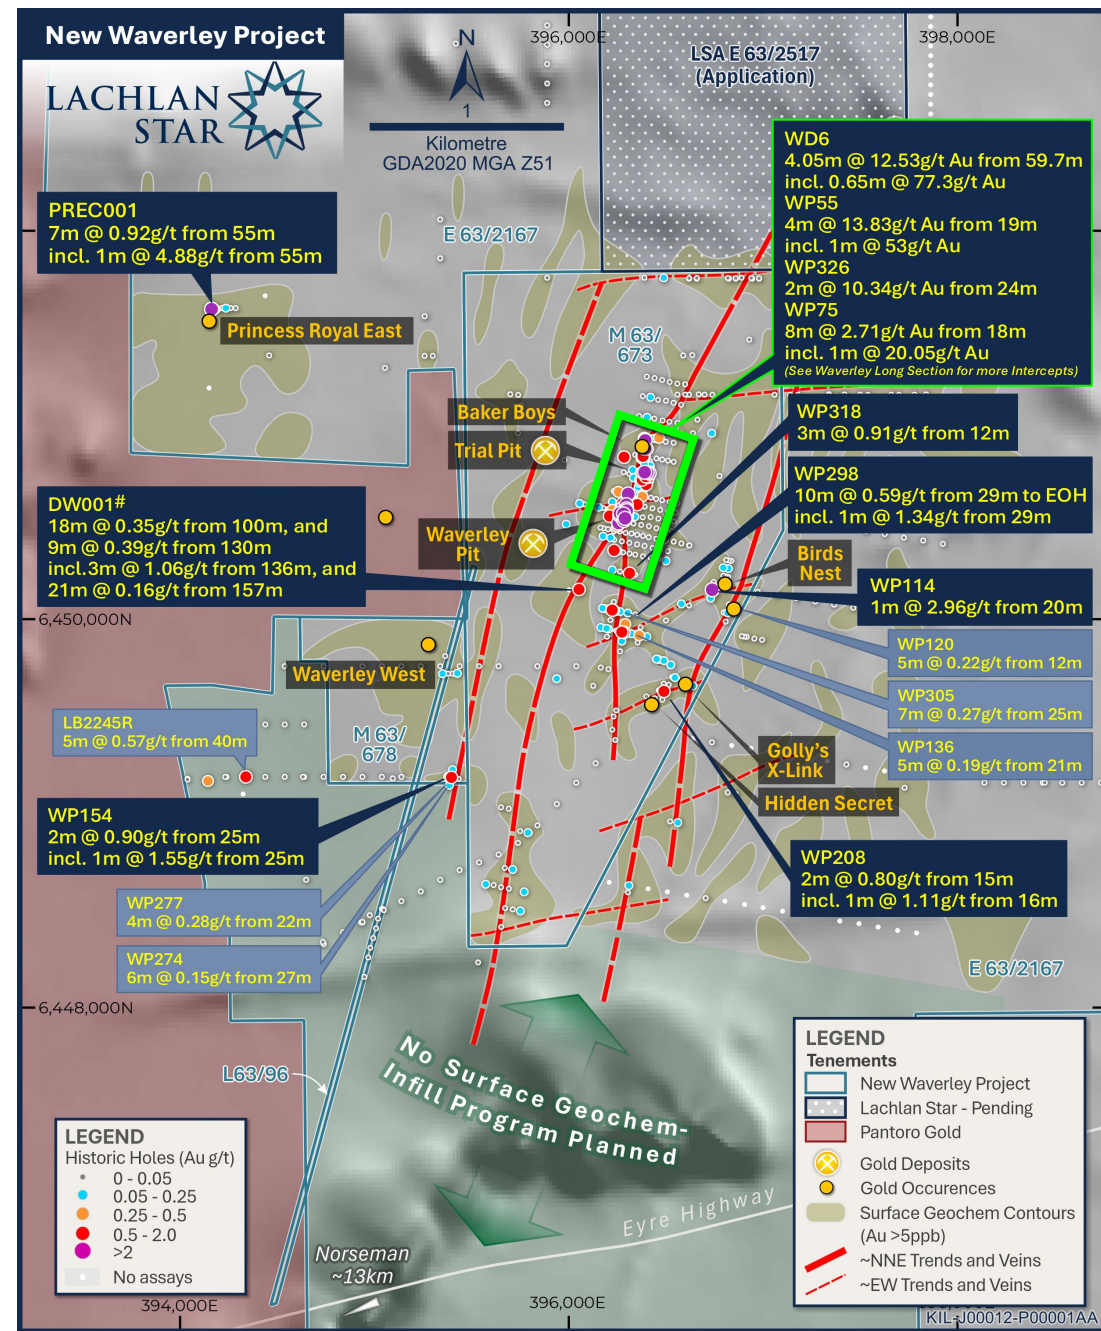 New Waverley Project
LACHLAN
STAR
N
1
Kilometre
GDA2020 MGA Z51
396,000E
398,000E
LSA E 63/2517
(Application)
WD6
4.05m @ 12.53g/t Au from 59.7m
incl. 0.65m @ 77.3g/t Au
WP55
4m @ 13.83g/t Au from 19m
incl. 1m @ 53g/t Au
WP326
2m @ 10.34g/t Au from 24m
WP75
8m @ 2.71g/t Au from 18m
incl. 1m @ 20.05g/t Au
(See Waverley Long Section for more Intercepts)
PREC001
7m @ 0.92g/t from 55m
incl. 1m @ 4.88g/t from 55m
E 63/2167
Princess Royal East
M 63/
673
Baker Boys
Trial Pit
WP318
3m @ 0.91g/t from 12m
WP298
10m @ 0.59g/t from 29m to EOH
incl. 1m @ 1.34g/t from 29m
DW001#
18m @ 0.35g/t from 100m, and
9m @ 0.39g/t from 130m
incl.3m @ 1.06g/t from 136m, and
21m @ 0.16g/t from 157m
Waverley
Pit
Birds
Nest
WP114
1m @ 2.96g/t from 20m
6,450,000N
WP120
5m @ 0.22g/t from 12m
Waverley West
WP305
7m @ 0.27g/t from 25m
LB2245R
5m @ 0.57g/t from 40m
M 63/
678
WP136
5m @ 0.19g/t from 21m
Golly's
X-Link
Hidden Secret
WP154
2m @ 0.90g/t from 25m
incl. 1m @ 1.55g/t from 25m
WP208
2m @ 0.80g/t from 15m
incl. 1m @ 1.11g/t from 16m
WP277
4m @ 0.28g/t from 22m
WP274
6m @ 0.15g/t from 27m
E 63/2167
6,448,000N
No Surface Geochem-
Infill Program Planned
L63/96
LEGEND
Tenements
New Waverley Project
Lachlan Star - Pending
Pantoro Gold
Gold Deposits
Gold Occurences
Surface Geochem Contours
(Au >5ppb)
~NNE Trends and Veins
~EW Trends and Veins
LEGEND
Historic Holes (Au g/t)
0 - 0.05
0.05 - 0.25
0.25 - 0.5
0.5 - 2.0
>2
No assays
Eyre Highway
Norseman
~13km
394,000E
396,000E
KIL-J00012-P00001AA